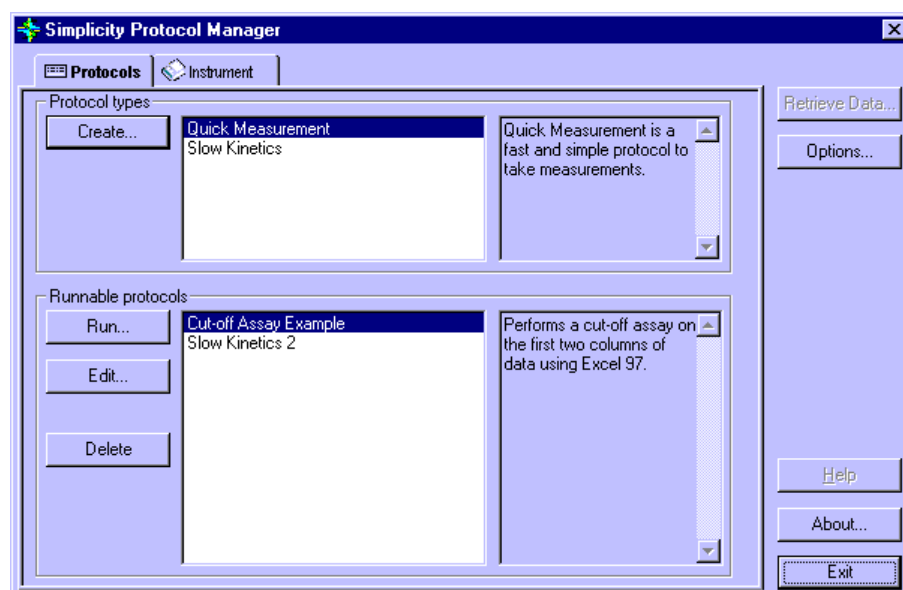 Simplicity Protocol Manager
Protocols
Instrument
Protocol types
Create...
Quick Measurement
Slow Kinetics
Quick Measurement is a
fast and simple protocol to
take measurements.
Retrieve Data...
Options...
Runnable protocols
Run...
Edit...
Delete
Cut-off Assay Example
Slow Kinetics 2
Performs a cut-off assay on
the first two columns of
data using Excel 97.
Help
About...
Exit